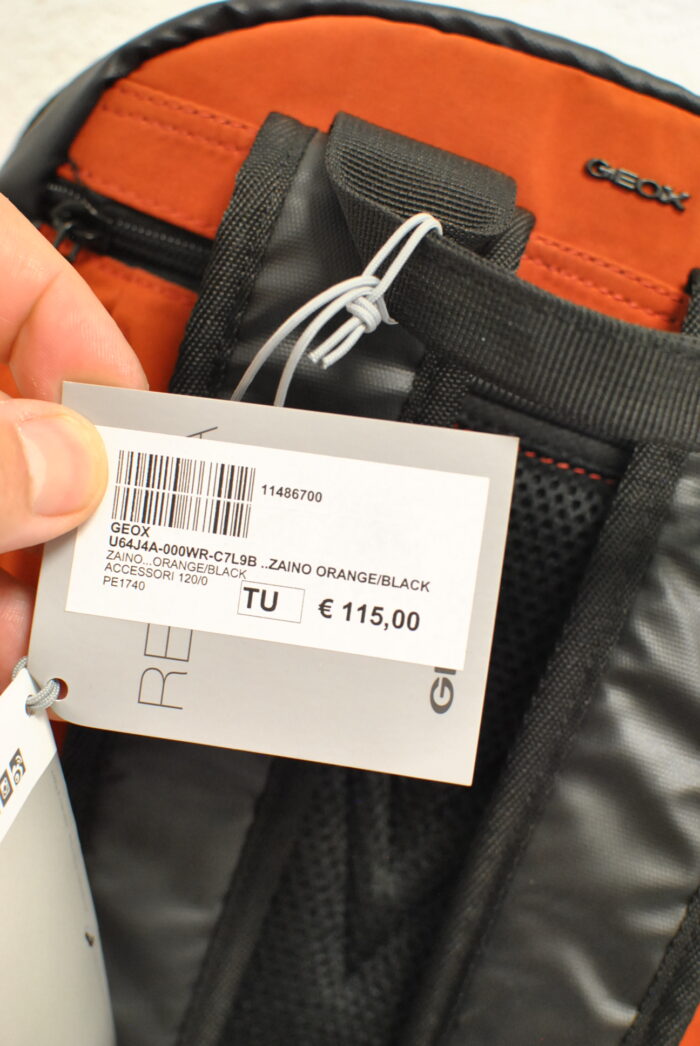 GEOX
11486700
GEOX
U64J4A-000WR-C7L9B ..ZAINO ORANGE/BLACK
ZAINO...ORANGE/BLACK
ACCESSORI 120/0
PE1740
TU € 115,00